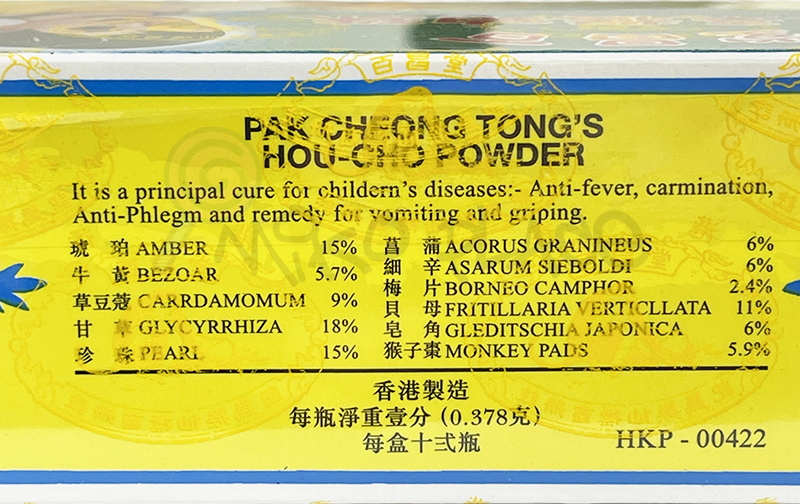 百昌堂
PAK CHEONG TONG'S
HOU-CHO POWDER
It is a principal cure for childern's diseases:- Anti-fever, carmination,
Anti-Phlegm and remedy for vomiting and griping.
琥珀 AMBER 15%
牛黃 BEZOAR 5.7%
草豆蔻 CARRDAMOMUM 9%
甘草 GLYCYRRHIZA 18%
珍珠 PEARL 15%
菖蒲 ACORUS GRANINEUS 6%
細辛 ASARUM SIEBOLDI 6%
梅片 BORNEO CAMPHOR 2.4%
貝母 FRITILLARIA VERTICLLATA 11%
皂角 GLEDITSCHIA JAPONICA 6%
猴子棗 MONKEY PADS 5.9%
香港製造
每瓶淨重壹分 (0.378克)
每盒十弍瓶
HKP - 00422